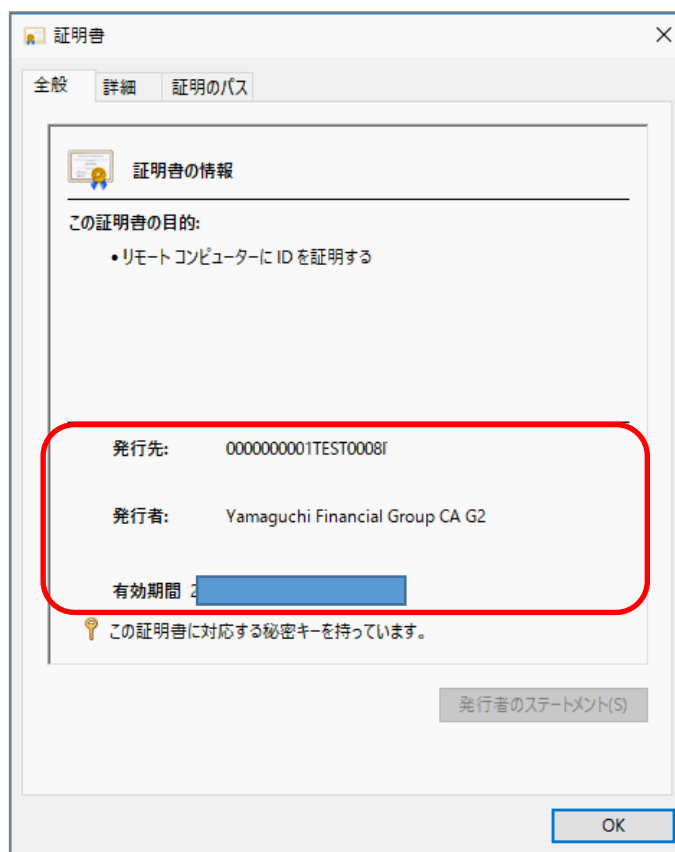 証明書
全般 詳細 証明のパス
証明書の情報
この証明書の目的:
• リモート コンピューターに ID を証明する
発行先: 0000000001TEST0008
発行者: Yamaguchi Financial Group CA G2
有効期間 2
この証明書に対応する秘密キーを持っています。
発行者のステートメント(S)
OK